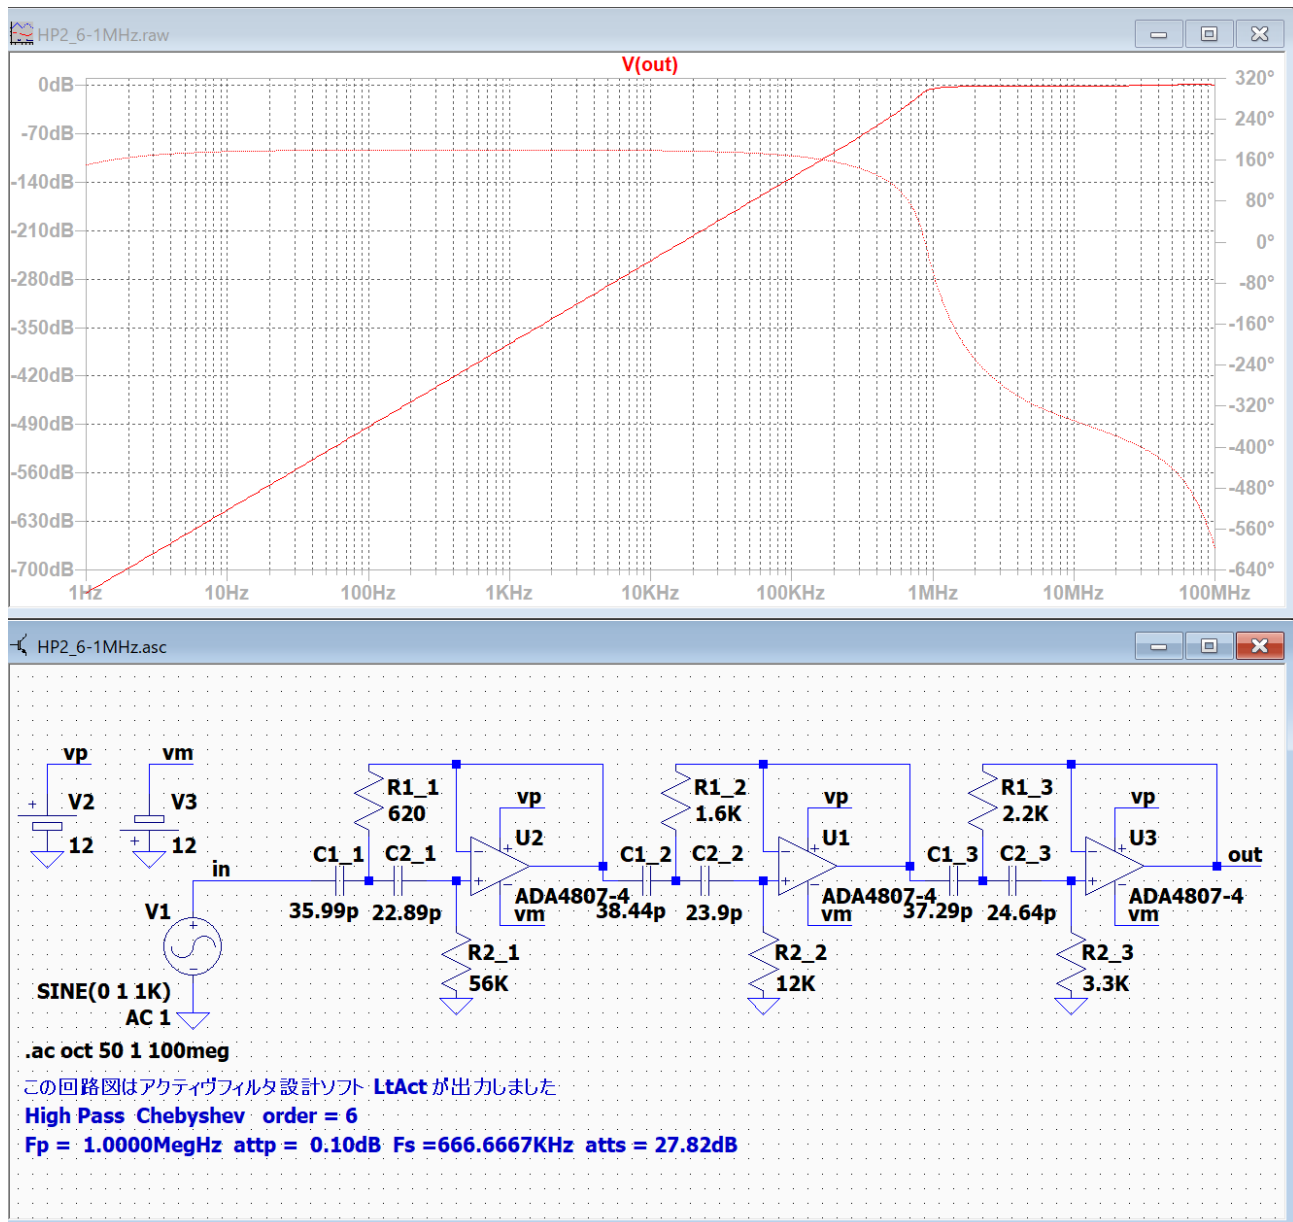 HP2_6-1MHz.raw
V(out)
0dB
-70dB
-140dB
-210dB
-280dB
-350dB
-420dB
-490dB
-560dB
-630dB
-700dB
320°
240°
160°
80°
0°
-80°
-160°
-240°
-320°
-400°
-480°
-560°
-640°
1Hz 10Hz 100Hz 1KHz 10KHz 100KHz 1MHz 10MHz 100MHz
HP2_6-1MHz.asc
vp vm
V2 V3
12 12
in
V1
SINE(0 1 1K)
AC 1
R1_1
620
C1_1 C2_1
35.99p 22.89p
vp
U2
ADA4807-4
vm
R2_1
56K
R1_2
1.6K
C1_2 C2_2
38.44p 23.9p
vp
U1
ADA4807-4
vm
R2_2
12K
R1_3
2.2K
C1_3 C2_3
37.29p 24.64p
vp
U3
ADA4807-4
vm
R2_3
3.3K
out
.ac oct 50 1 100meg
この回路図はアクティヴフィルタ設計ソフト LtAct が出力しました
High Pass Chebyshev order = 6
Fp = 1.0000MegHz attp = 0.10dB Fs =666.6667KHz atts = 27.82dB